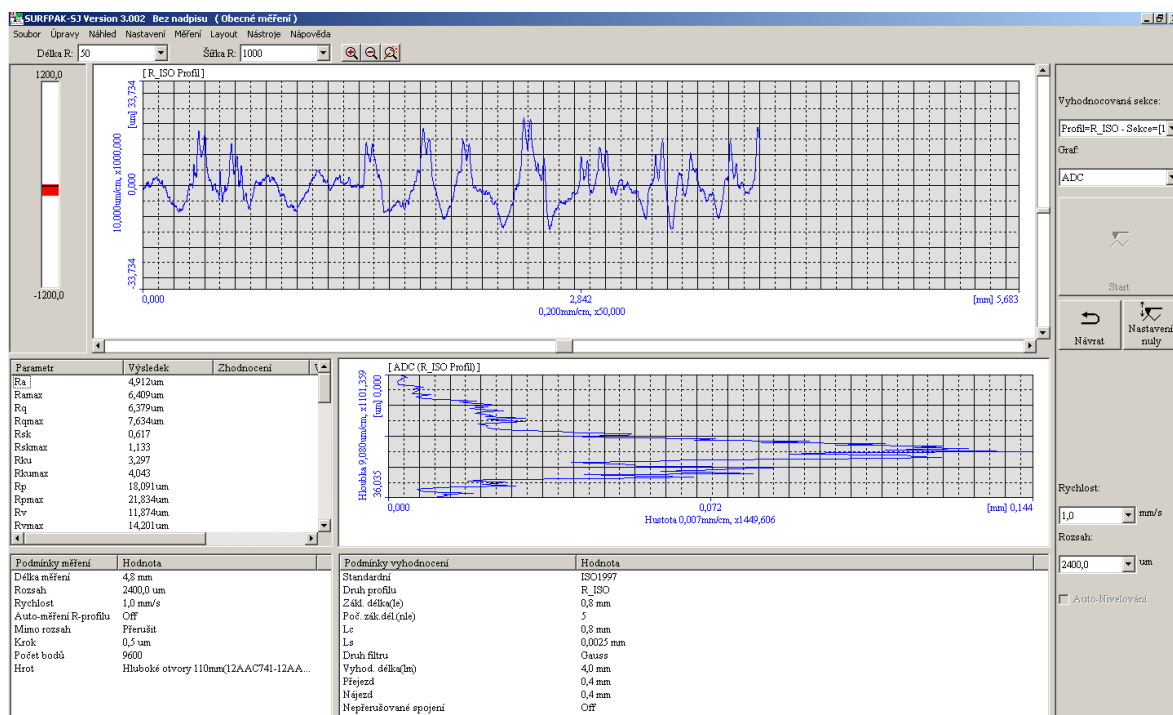 SURFPAK-SJ Version 3.002 Bez nadpisu ( Obecné měření )
Soubor Úpravy Náhled Nastavení Měření Layout Nástroje Nápověda
Délka R: 50 Šířka R: 1000
1200,0
-1200,0
[ R_ISO Profil ]
[um] 33,734
0,000
-33,734
10,000um/cm, x1000,000
0,000 2,842 [mm] 5,683
0,200mm/cm, x50,000
Vyhodnocovaná sekce:
Profil=R_ISO - Sekce=[1
Graf:
ADC
Start
Návrat
Nastavení nuly
Rychlost:
1,0 mm/s
Rozsah:
2400,0 um
Auto-Nivelování
Parametr Výsledek Zhodnocení
Ra 4,912um
Ramax 6,409um
Rq 6,379um
Rqmax 7,634um
Rsk 0,617
Rskmax 1,133
Rku 3,297
Rkumax 4,043
Rp 18,091um
Rpmax 21,834um
Rv 11,874um
Rvmax 14,201um
[ ADC (R_ISO Profil) ]
[um] 0,000
36,035
Hloubka 9,080um/cm, x1101,359
0,000 0,072 [mm] 0,144
Hustota 0,007mm/cm, x1449,606
Podmínky měření Hodnota
Délka měření 4,8 mm
Rozsah 2400,0 um
Rychlost 1,0 mm/s
Auto-měření R-profilu Off
Mimo rozsah Přerušit
Krok 0,5 um
Počet bodů 9600
Hrot Hluboké otvory 110mm(12AAC741-12AA...
Podmínky vyhodnocení Hodnota
Standardní ISO1997
Druh profilu R_ISO
Zákl. délka(le) 0,8 mm
Poč. zák.dél.(nle) 5
Lc 0,8 mm
Ls 0,0025 mm
Druh filtru Gauss
Vyhod. délka(lm) 4,0 mm
Přejezd 0,4 mm
Nájezd 0,4 mm
Nepřerušované spojení Off